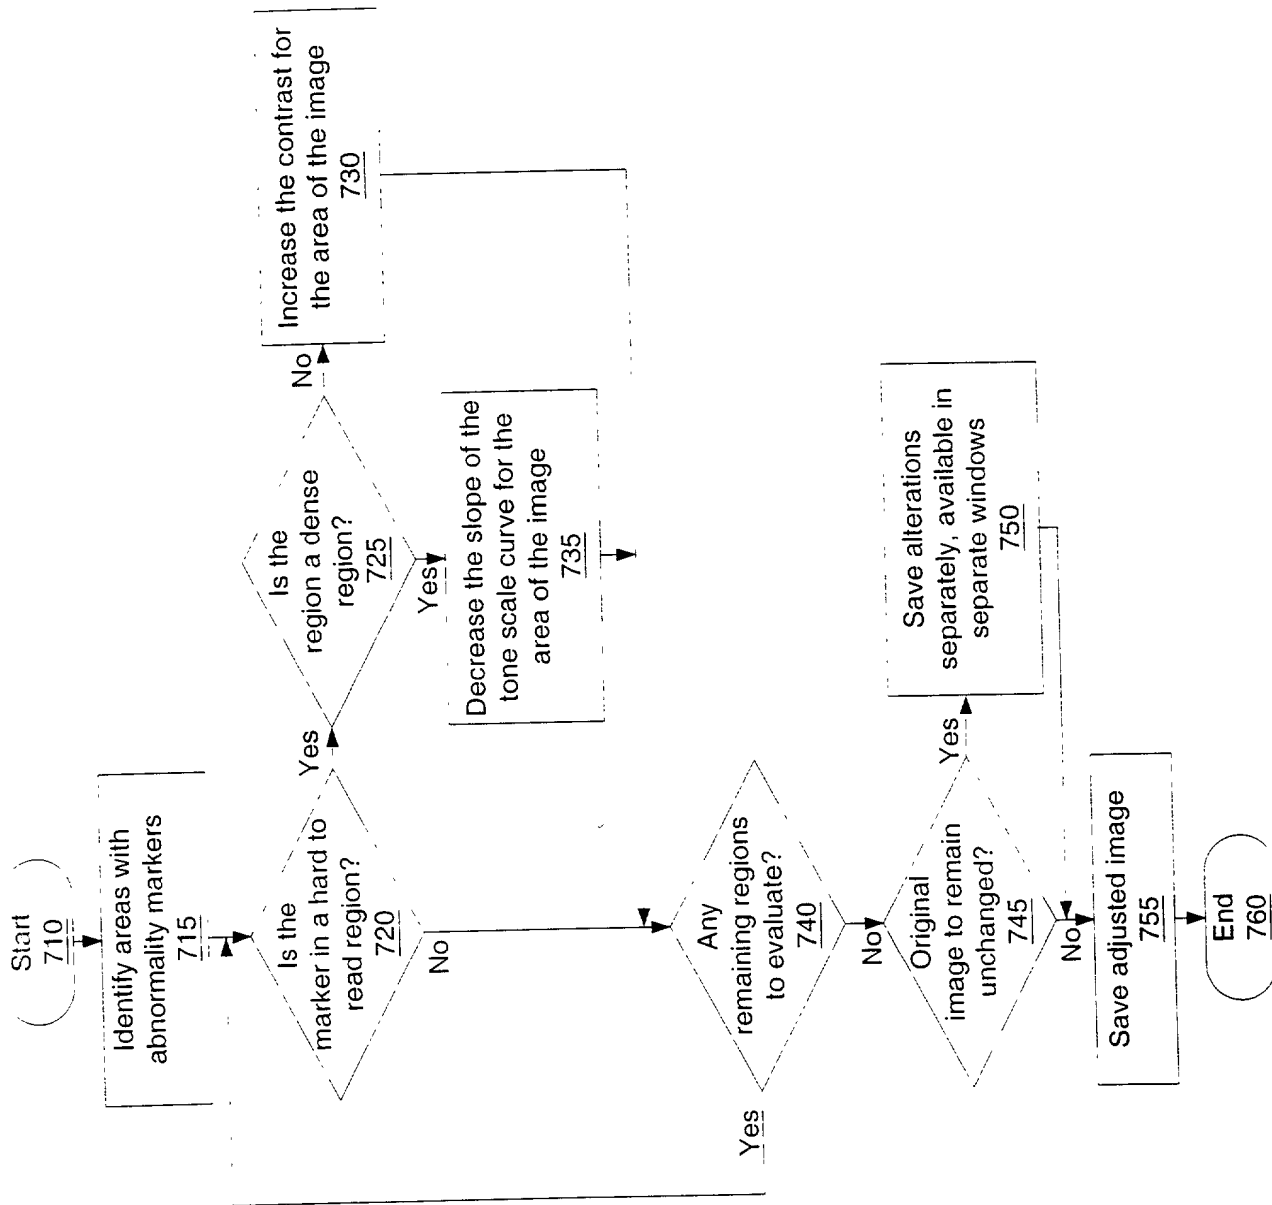 Start
710
Identify areas with
abnormality markers
715
Is the
marker in a hard to
read region?
720
Yes
No
Is the
region a dense
region?
725
No
Yes
Increase the contrast for
the area of the image
730
Decrease the slope of the
tone scale curve for the
area of the image
735
Any
remaining regions
to evaluate?
740
Yes
No
Original
image to remain
unchanged?
745
Yes
No
Save alterations
separately, available in
separate windows
750
Save adjusted image
755
End
760